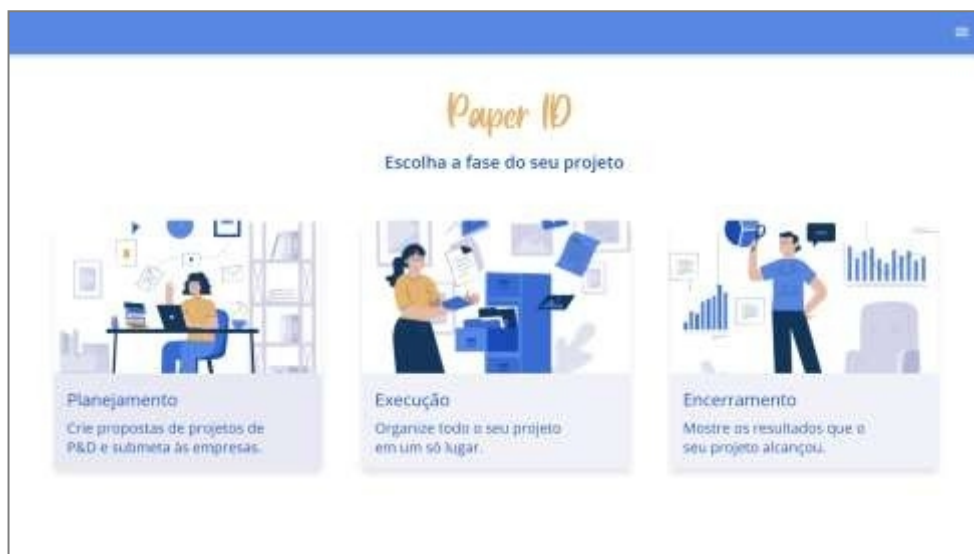 Paper ID
Escolha a fase do seu projeto
Planejamento
Crie propostas de projetos de
P&D e submeta às empresas.
Execução
Organize todo o seu projeto
em um só lugar.
Encerramento
Mostre os resultados que o
seu projeto alcançou.